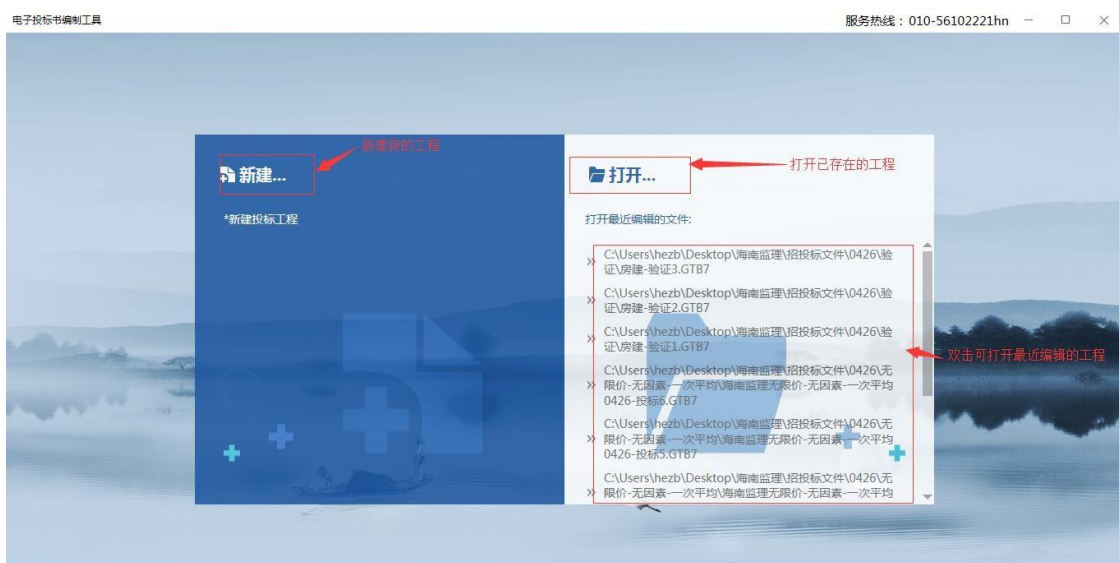 电子投标书编制工具
服务热线：010-56102221hn
新建新的工程
新建...
*新建投标工程
打开...
打开已存在的工程
打开最近编辑的文件:
» C:\Users\hezb\Desktop\海南监理\招投标文件\0426\验
证\房建-验证3.GTB7
» C:\Users\hezb\Desktop\海南监理\招投标文件\0426\验
证\房建-验证2.GTB7
» C:\Users\hezb\Desktop\海南监理\招投标文件\0426\验
证\房建-验证1.GTB7
» C:\Users\hezb\Desktop\海南监理\招投标文件\0426\无
限价-无因素-一次平均\海南监理无限价-无因素-一次平均
0426-投标6.GTB7
» C:\Users\hezb\Desktop\海南监理\招投标文件\0426\无
限价-无因素-一次平均\海南监理无限价-无因素-一次平均
0426-投标5.GTB7
» C:\Users\hezb\Desktop\海南监理\招投标文件\0426\无
限价-无因素-一次平均\海南监理无限价-无因素-一次平均
双击可打开最近编辑的工程